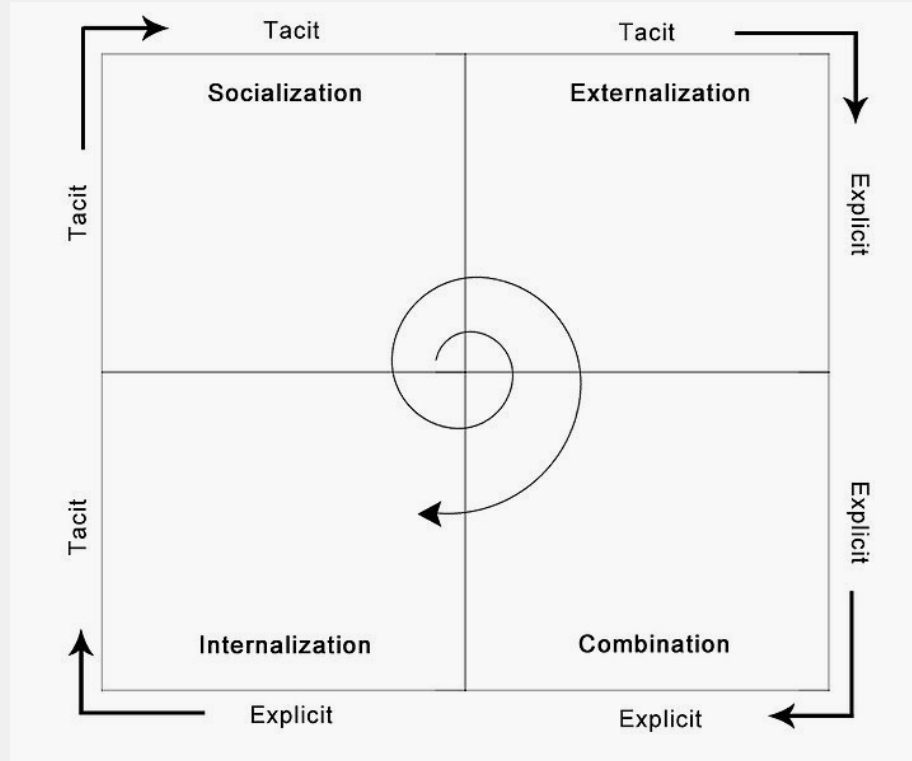 Tacit
Tacit
Socialization
Externalization
Tacit
Explicit
Tacit
Explicit
Internalization
Combination
Explicit
Explicit